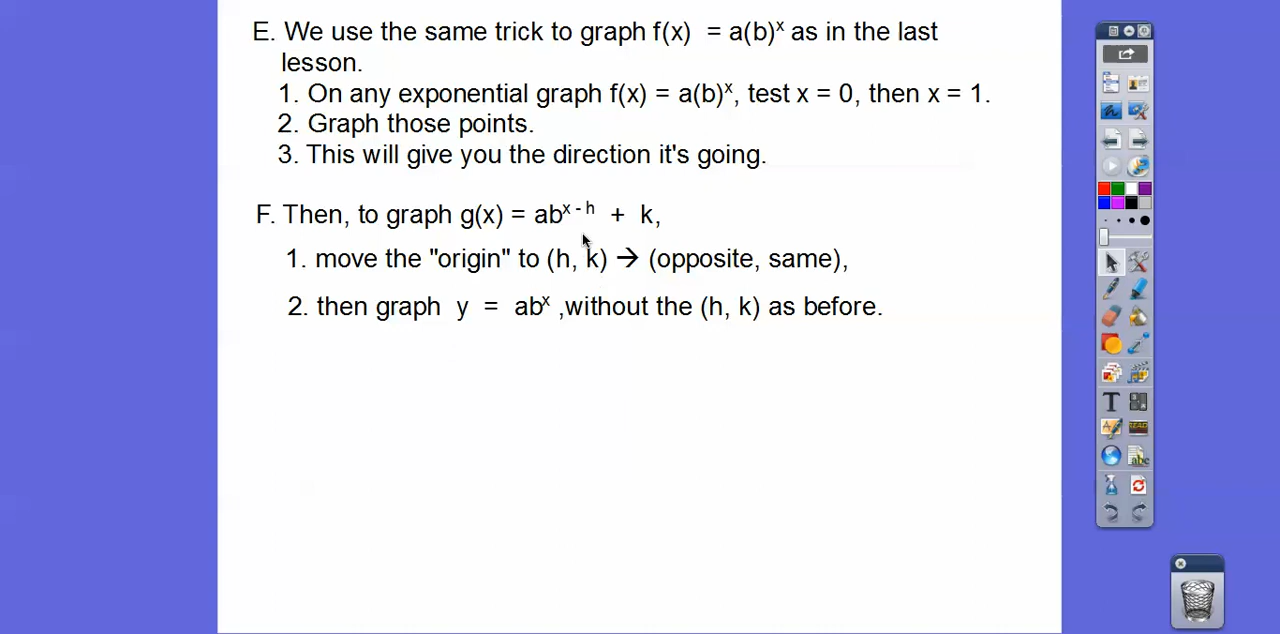 E. We use the same trick to graph f(x) = a(b)ˣ as in the last
lesson.
1. On any exponential graph f(x) = a(b)ˣ, test x = 0, then x = 1.
2. Graph those points.
3. This will give you the direction it's going.
F. Then, to graph g(x) = abˣ ⁻ ʰ + k,
1. move the "origin" to (h, k) → (opposite, same),
2. then graph y = abˣ ,without the (h, k) as before.